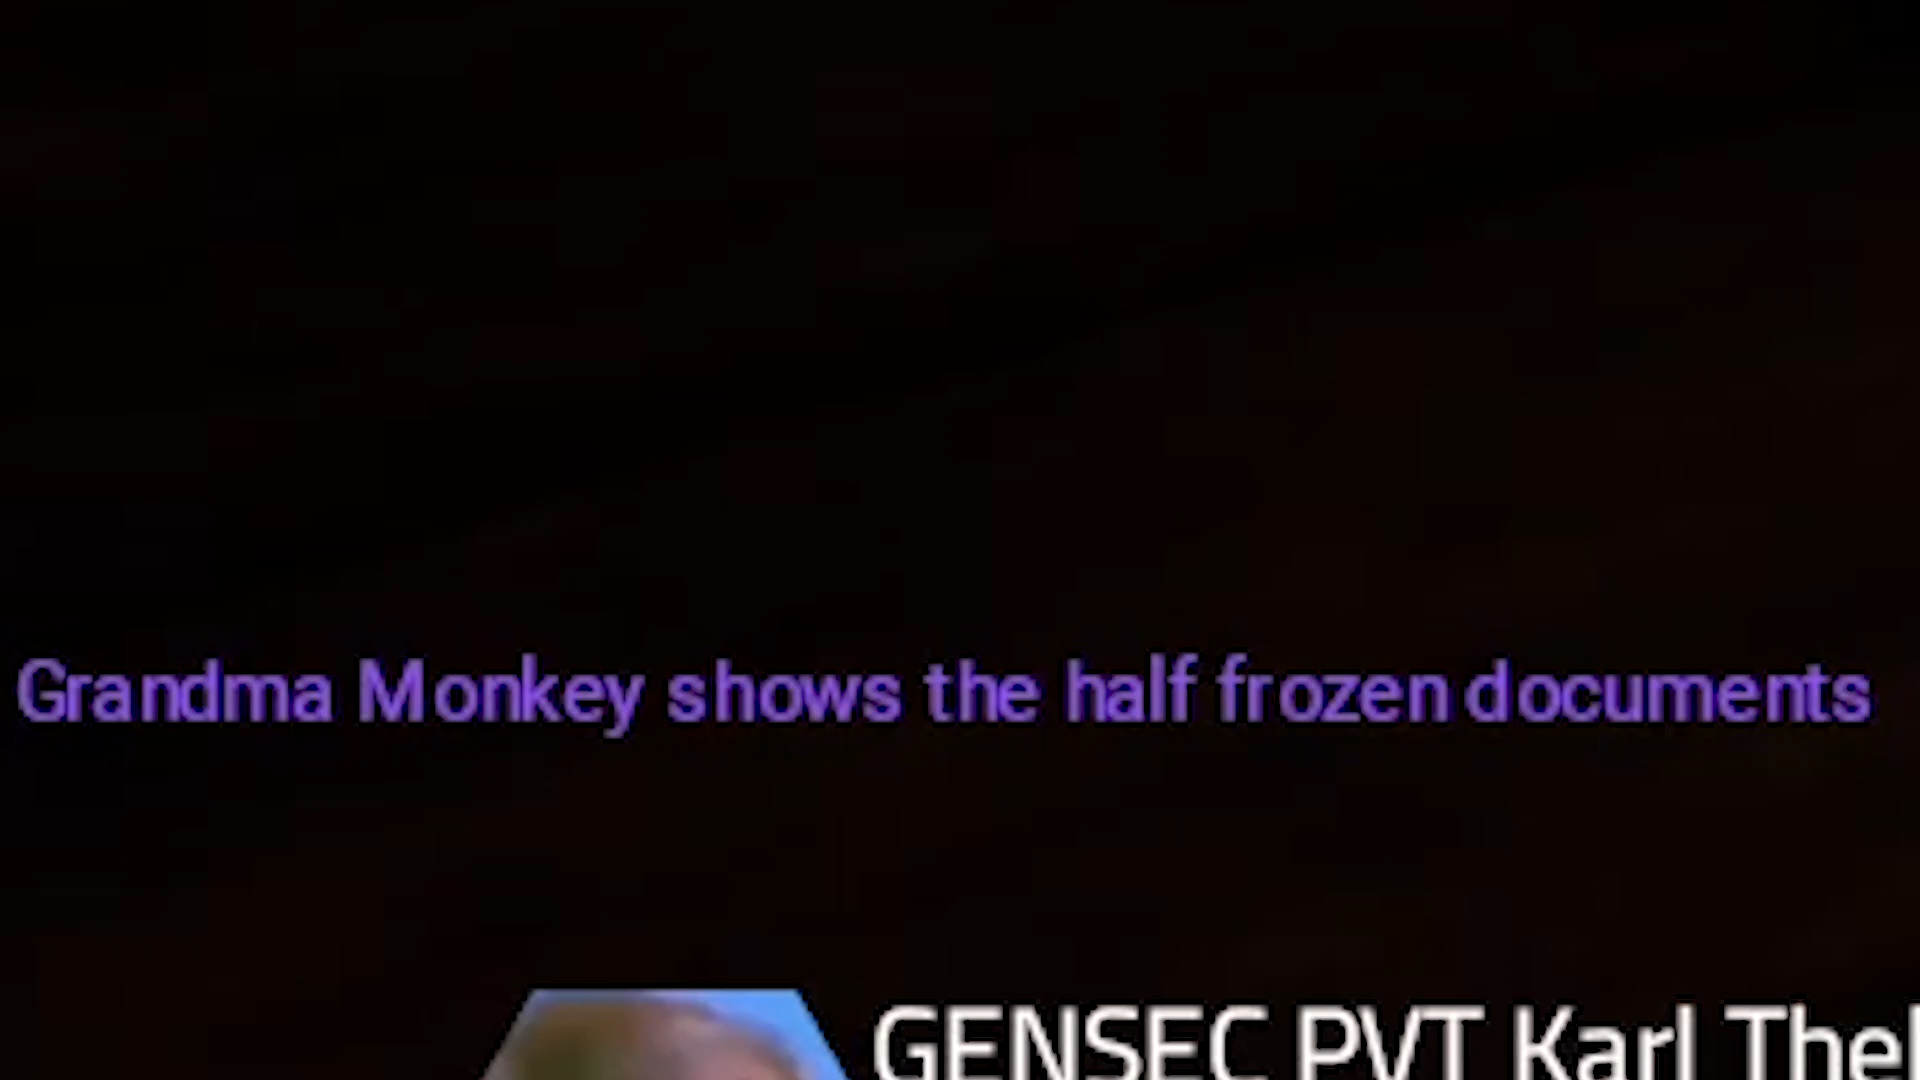 Grandma Monkey shows the half frozen documents
GENSEC PVT Karl